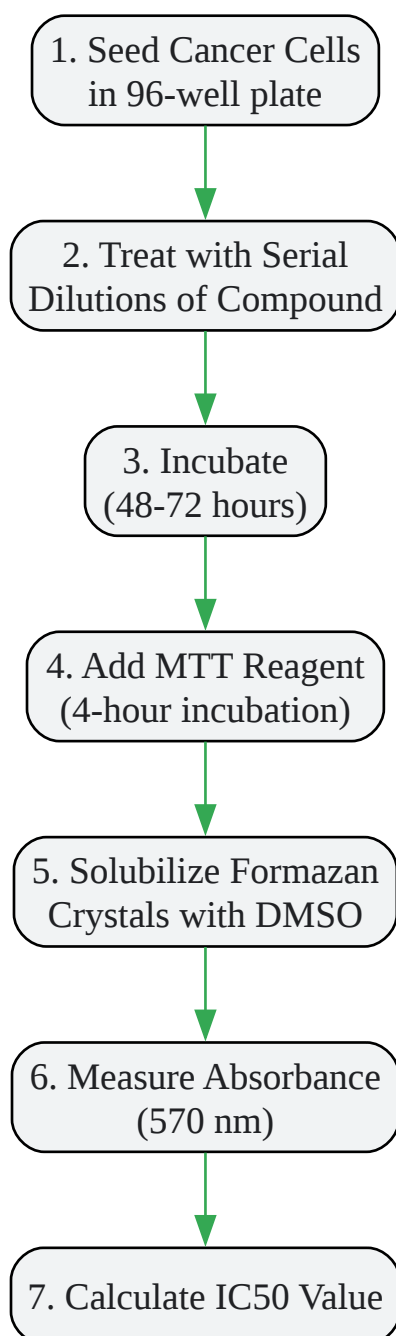 1. Seed Cancer Cells
in 96-well plate
2. Treat with Serial
Dilutions of Compound
3. Incubate
(48-72 hours)
4. Add MTT Reagent
(4-hour incubation)
5. Solubilize Formazan
Crystals with DMSO
6. Measure Absorbance
(570 nm)
7. Calculate IC50 Value